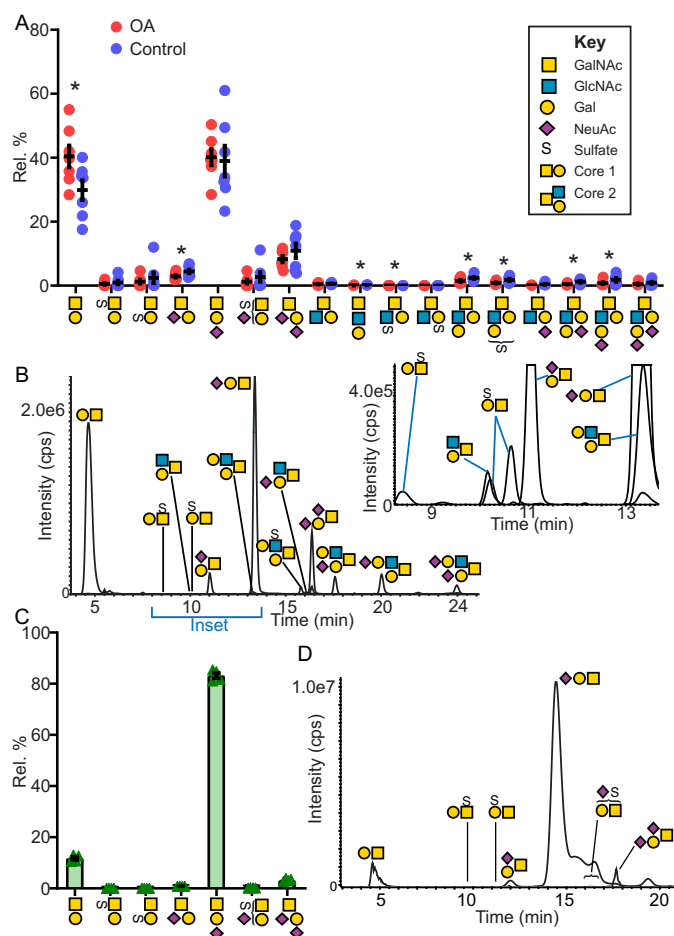 A
OA
Control
80
60
40
20
0
Rel. %
*
*
*
*
*
*
*
*
S
S
S
S
S
S
Key
GalNAc
GlcNAc
Gal
NeuAc
S Sulfate
Core 1
Core 2
B
2.0e6
0
Intensity (cps)
S
S
S
5
10
15
16
20
24
Time (min)
Inset
4.0e5
0
Intensity (cps)
S
S
9
11
13
Time (min)
C
100
80
60
40
20
0
Rel. %
S
S
S
D
1.0e7
0
Intensity (cps)
S
S
S
5
10
15
20
Time (min)